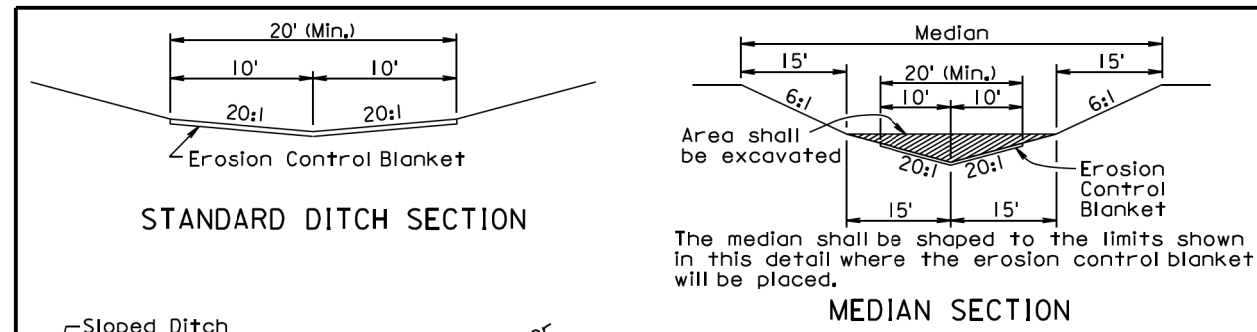 20' (Min.)
10' 10'
20:1 20:1
Erosion Control Blanket
STANDARD DITCH SECTION
Median
15' 15'
20' (Min.)
10' 10'
6:1 6:1
Area shall
be excavated
20:1 20:1
Erosion
Control
Blanket
15' 15'
The median shall be shaped to the limits shown
in this detail where the erosion control blanket
will be placed.
MEDIAN SECTION
Sloped Ditch